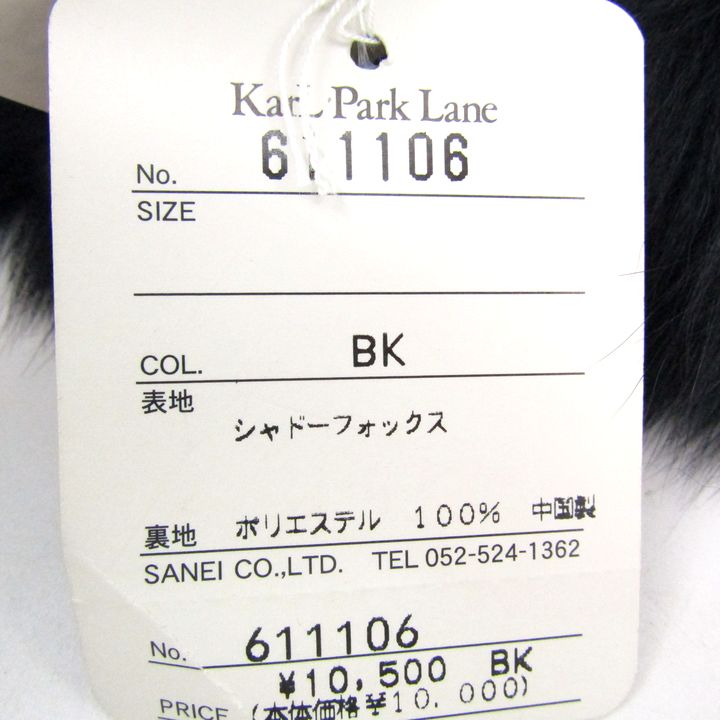 Karl Park Lane
No. 611106
SIZE
COL. BK
表地
シャドーフォックス
裏地 ポリエステル 100% 中国製
SANEI CO.,LTD. TEL 052-524-1362
No. 611106
¥10,500 BK
PRICE (本体価格¥10,000)